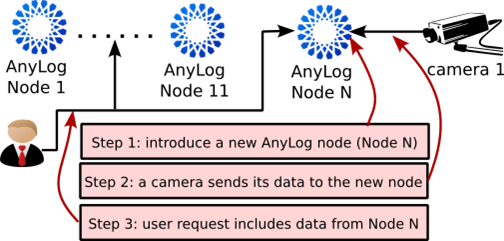 AnyLog
Node 1
AnyLog
Node 11
AnyLog
Node N
camera 1
Step 1: introduce a new AnyLog node (Node N)
Step 2: a camera sends its data to the new node
Step 3: user request includes data from Node N